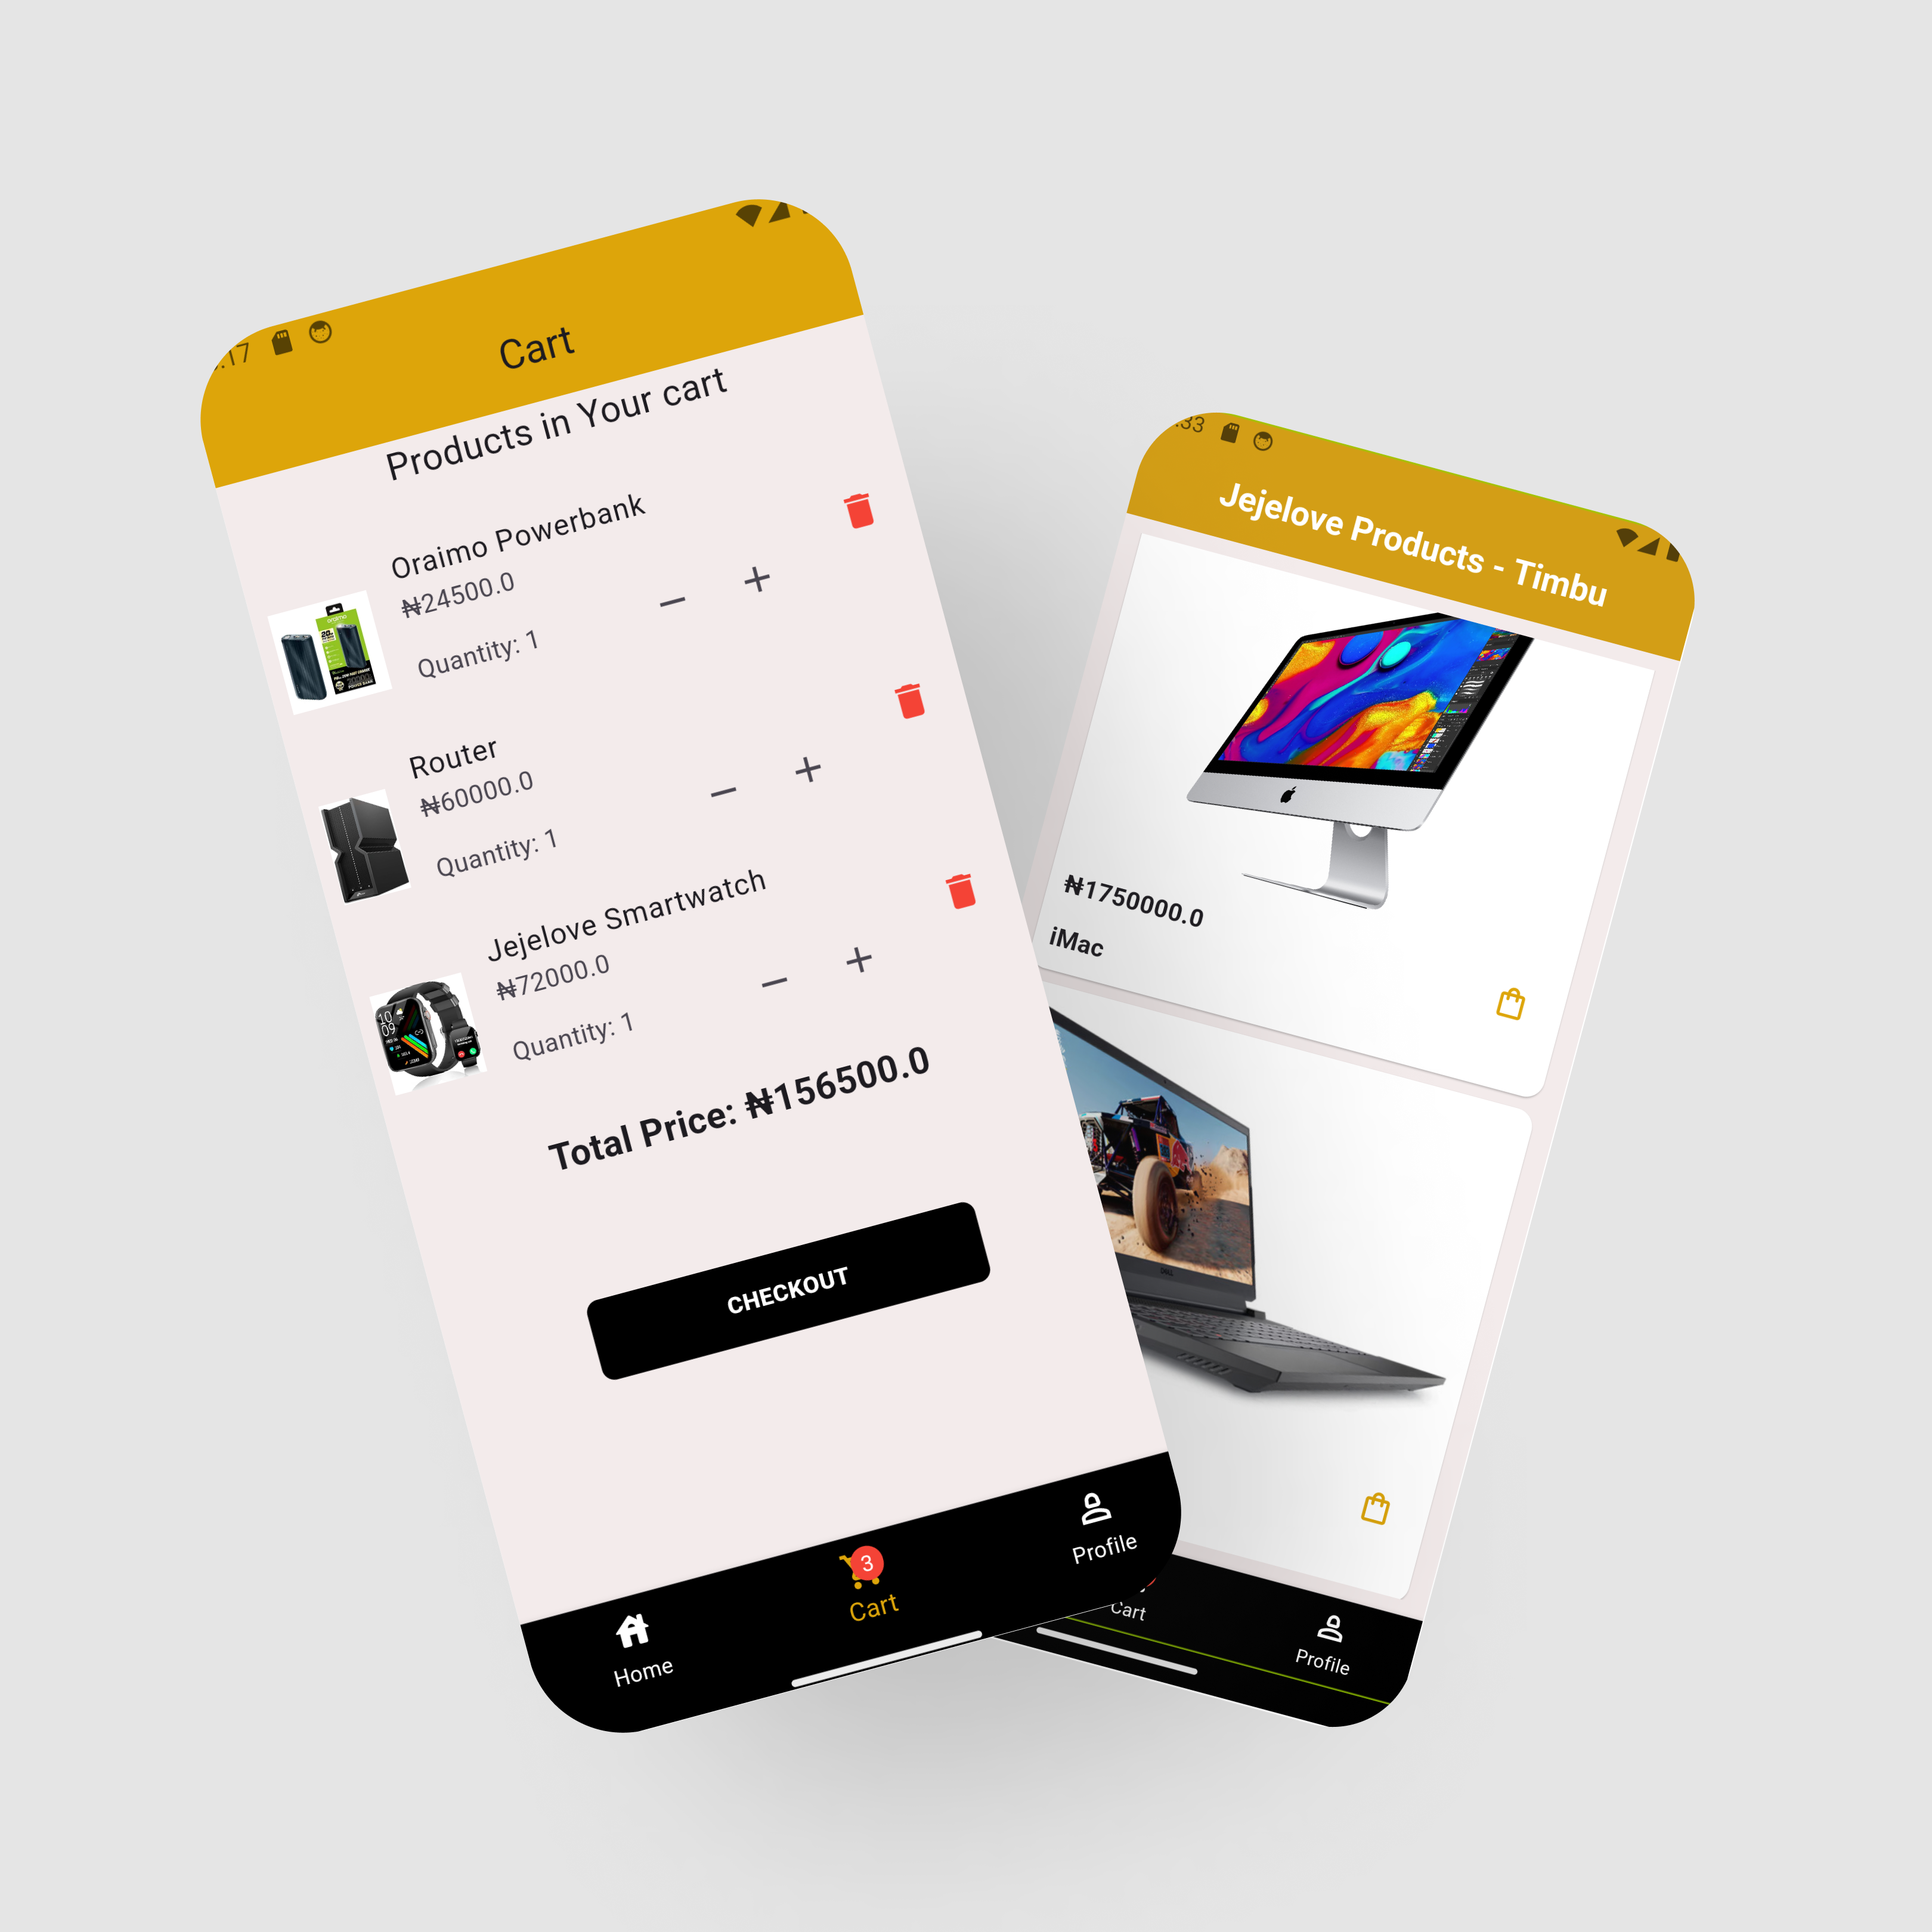 Cart
Products in Your cart
Oraimo Powerbank
₦24500.0
Quantity: 1
Router
₦60000.0
Quantity: 1
Jejelove Smartwatch
₦72000.0
Quantity: 1
Total Price: ₦156500.0
CHECKOUT
3
Home
Cart
Profile
Jejelove Products - Timbu
₦1750000.0
iMac
Cart
Profile